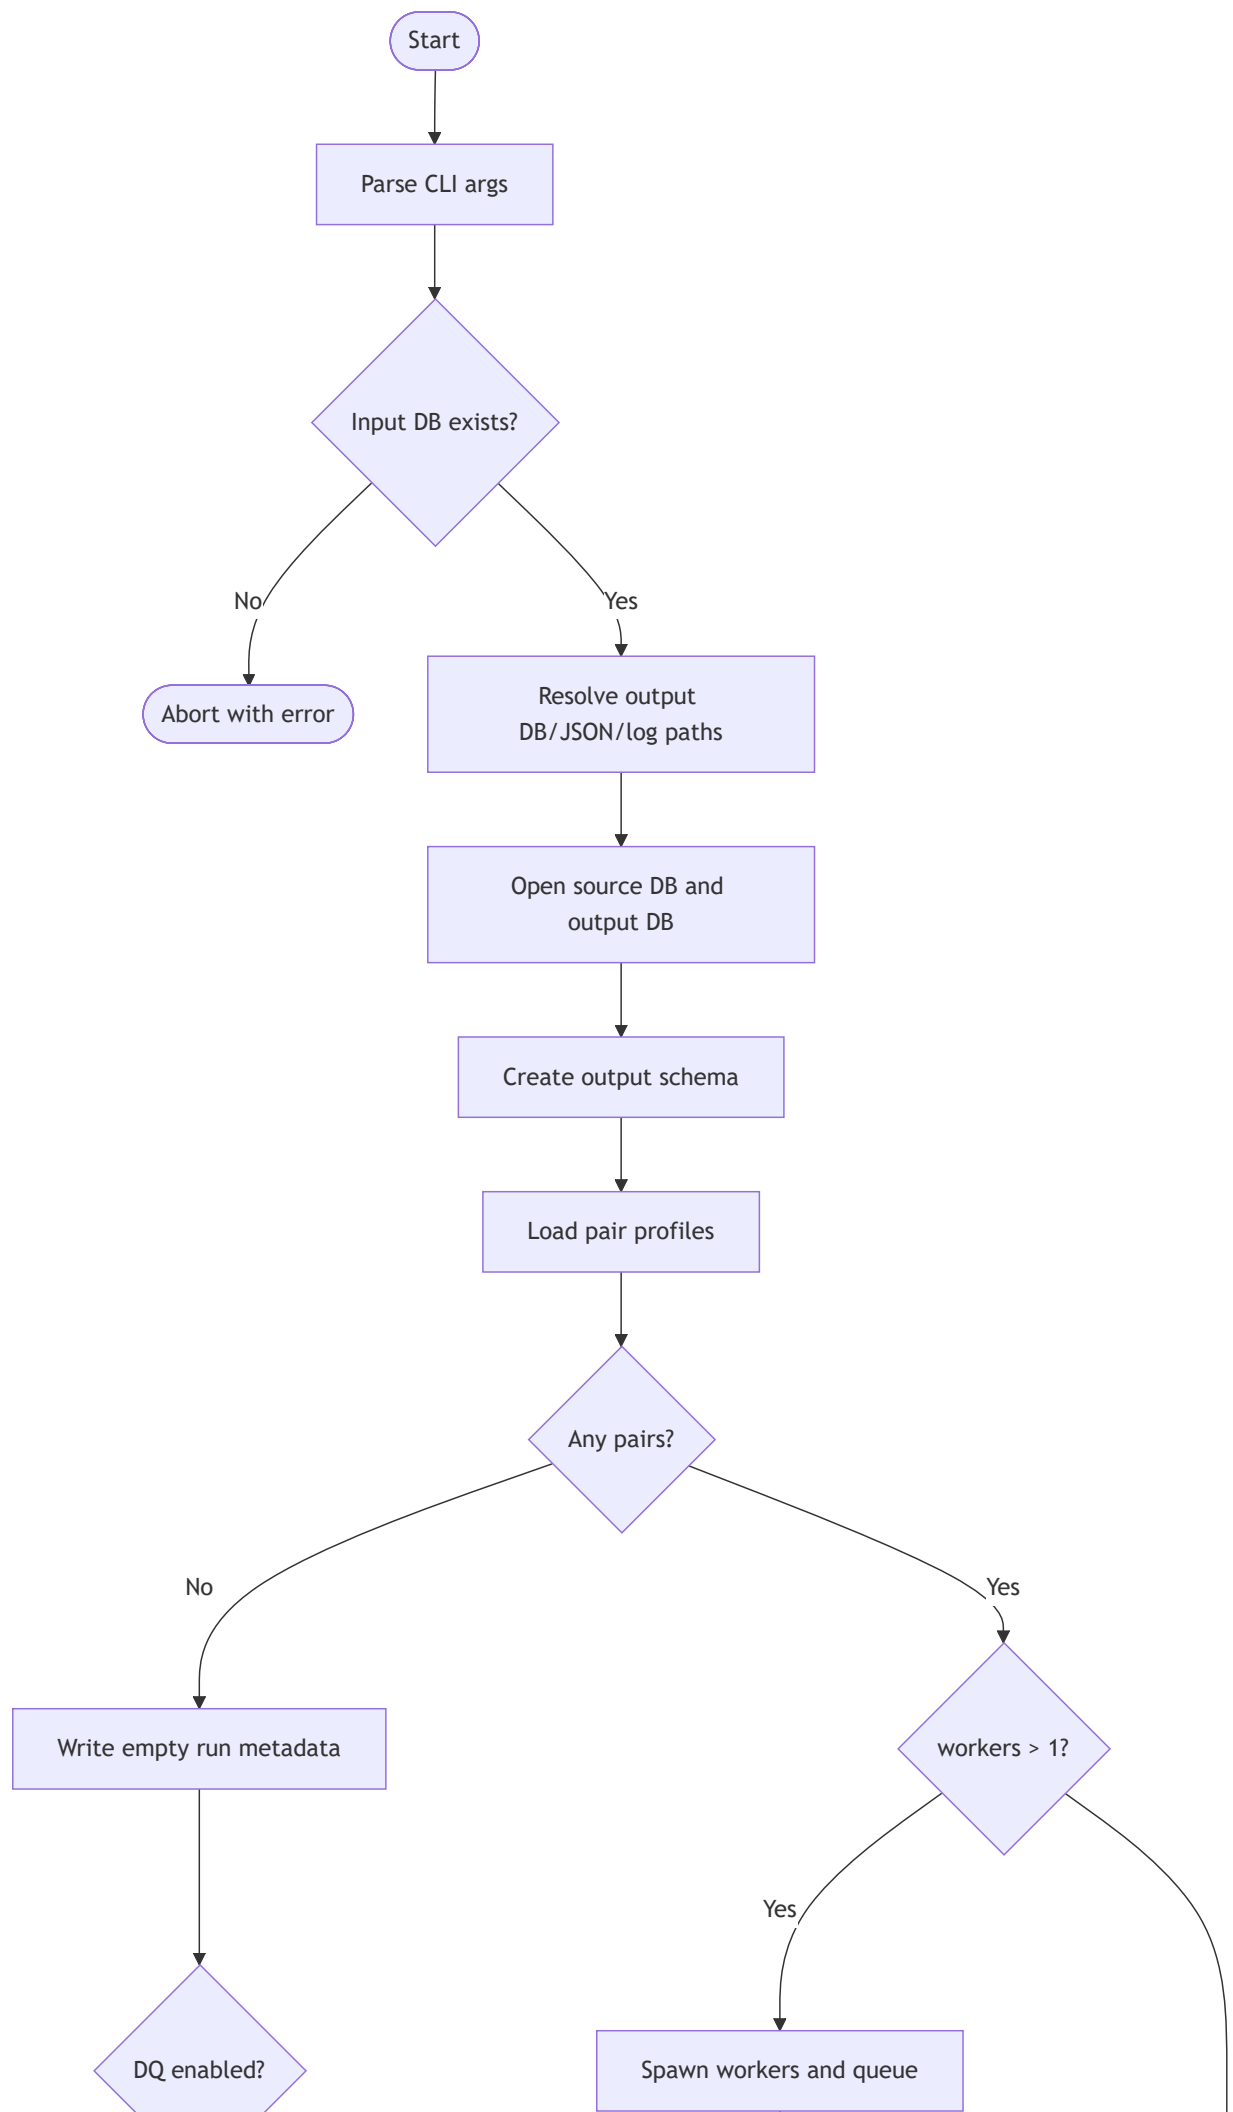 Start
Parse CLI args
Input DB exists?
No
Yes
Abort with error
Resolve output
DB/JSON/log paths
Open source DB and
output DB
Create output schema
Load pair profiles
Any pairs?
No
Yes
Write empty run metadata
workers > 1?
Yes
DQ enabled?
Spawn workers and queue